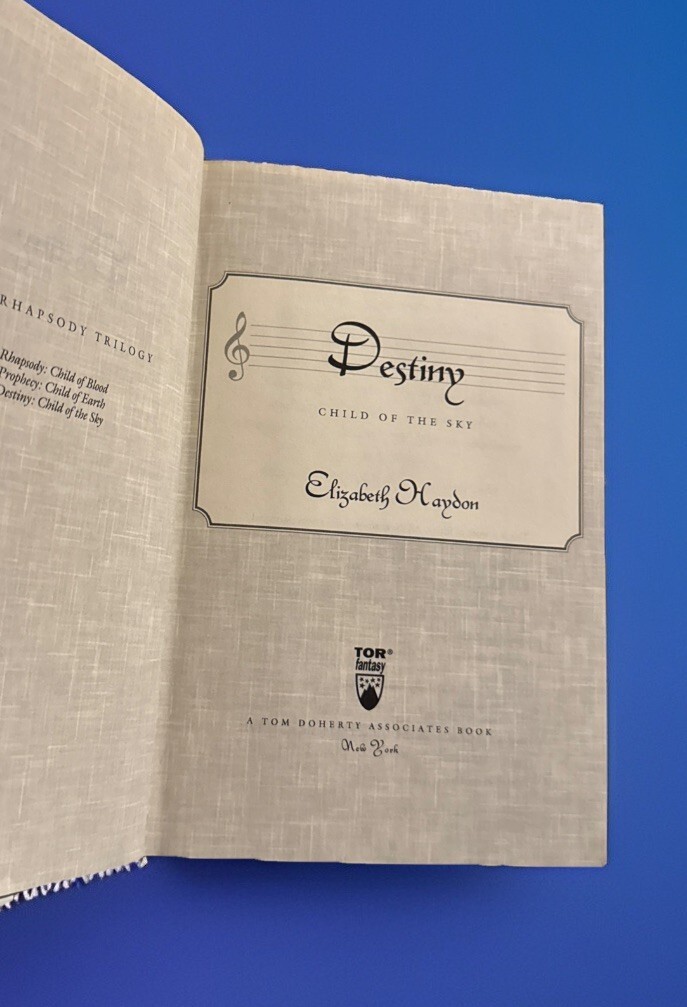 RHAPSODY TRILOGY
Rhapsody: Child of Blood
Prophecy: Child of Earth
Destiny: Child of the Sky
Destiny
CHILD OF THE SKY
Elizabeth Haydon
TOR®
fantasy
A TOM DOHERTY ASSOCIATES BOOK
New York